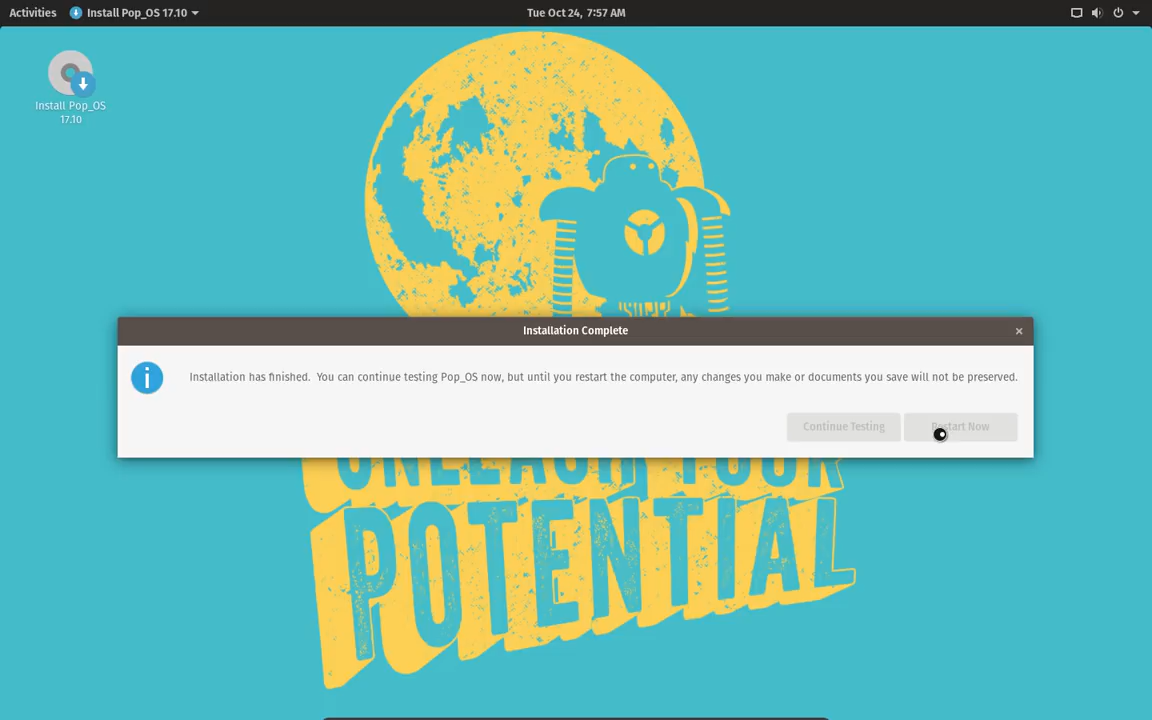 Activities Install Pop_OS 17.10 Tue Oct 24, 7:57 AM
Install Pop_OS
17.10
Installation Complete
Installation has finished. You can continue testing Pop_OS now, but until you restart the computer, any changes you make or documents you save will not be preserved.
Continue Testing Restart Now
UNLEASH YOUR
POTENTIAL